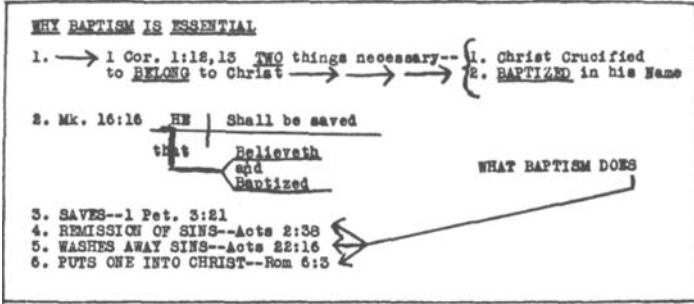 WHY BAPTISM IS ESSENTIAL
1. 1 Cor. 1:12,13 TWO things necessary-- 1. Christ Crucified
to BELONG to Christ 2. BAPTIZED in his Name
2. Mk. 16:16 HE Shall be saved
that Believeth
and
Baptized
WHAT BAPTISM DOES
3. SAVES--1 Pet. 3:21
4. REMISSION OF SINS--Acts 2:38
5. WASHES AWAY SINS--Acts 22:16
6. PUTS ONE INTO CHRIST--Rom 6:3